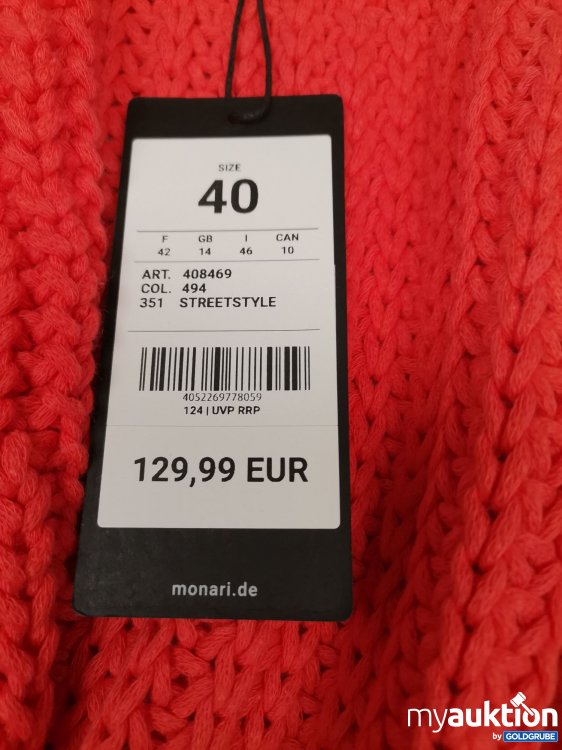 SIZE
40
F GB I CAN
42 14 46 10
ART. 408469
COL. 494
351 STREETSTYLE
4052269778059
124 | UVP RRP
129,99 EUR
monari.de
myauktion
by GOLDGRUBE